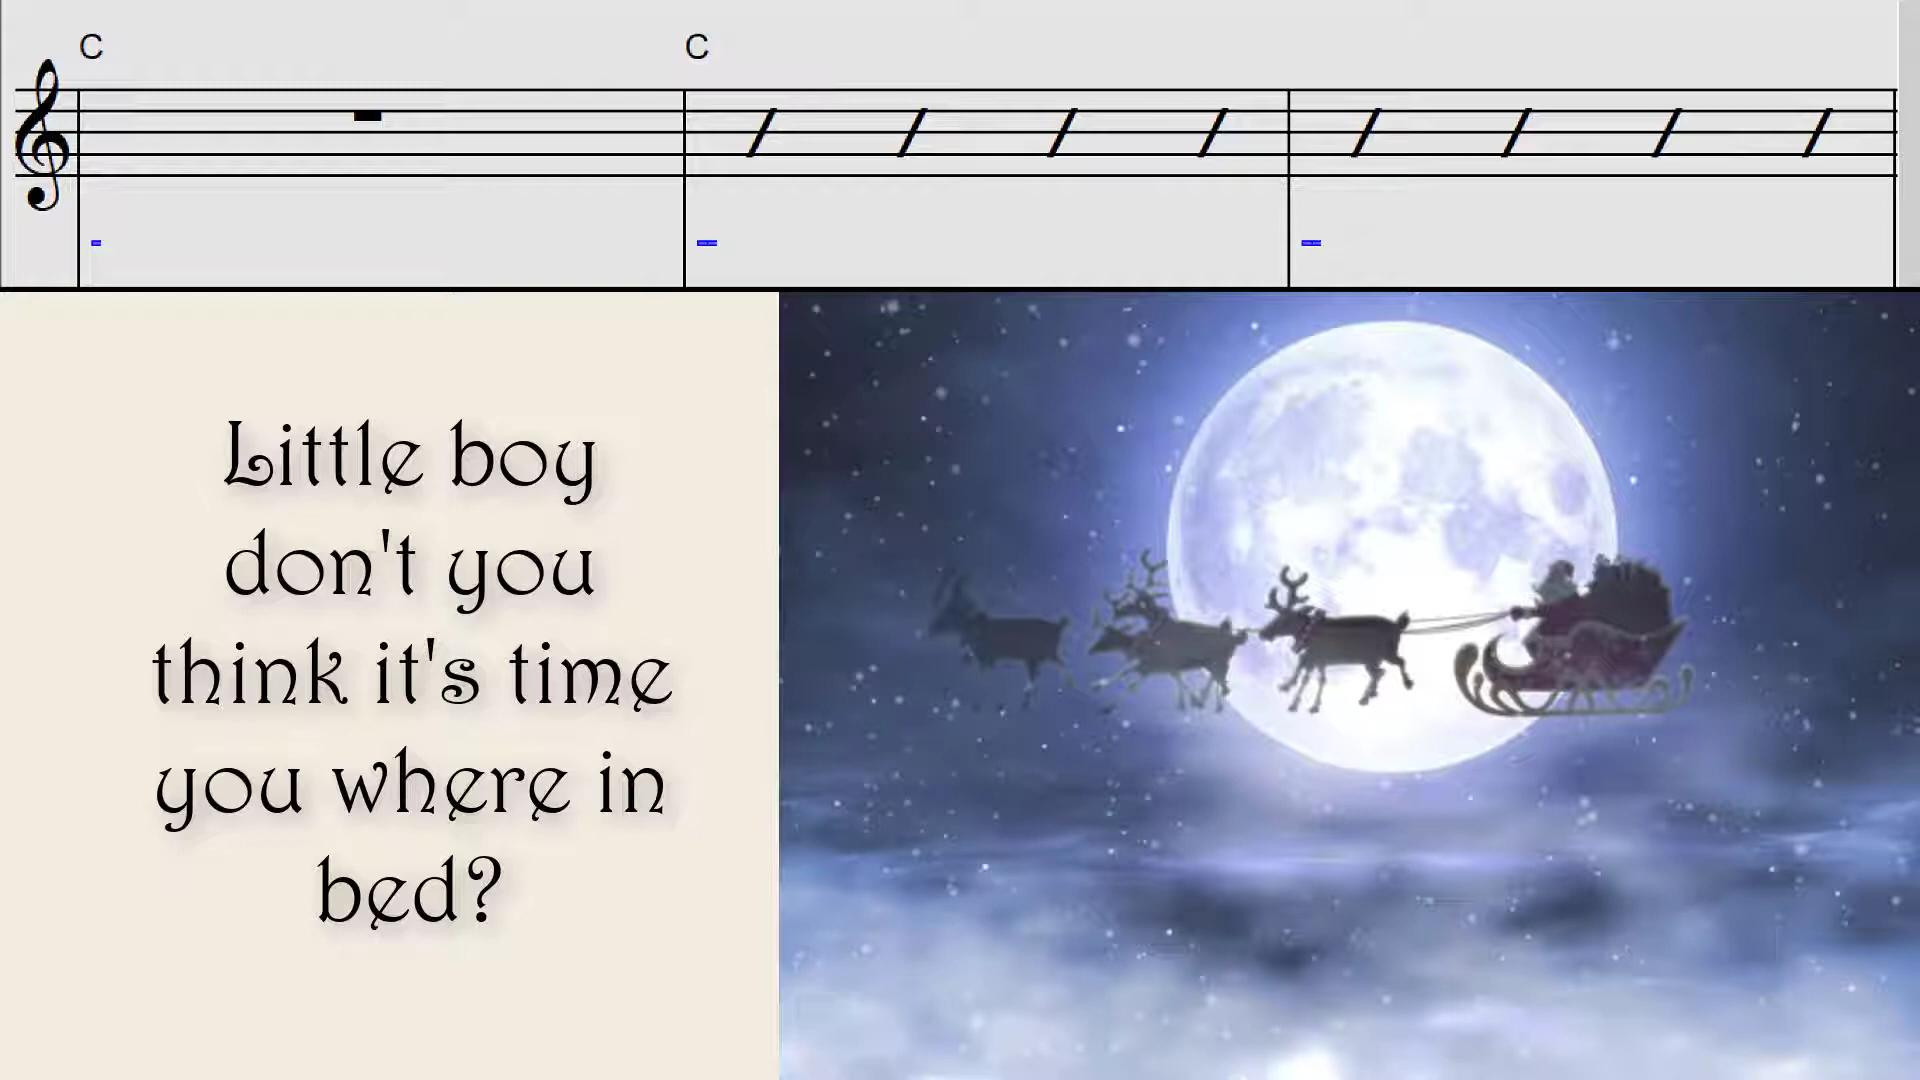 C C
Little boy
don't you
think it's time
you where in
bed?